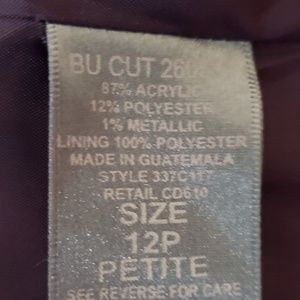 BU CUT
87% ACRYLIC
12% POLYESTER
1% METALLIC
LINING 100% POLYESTER
MADE IN GUATEMALA
STYLE 337C117
RETAIL CD610
SIZE
12P
PETITE
SEE REVERSE FOR CARE